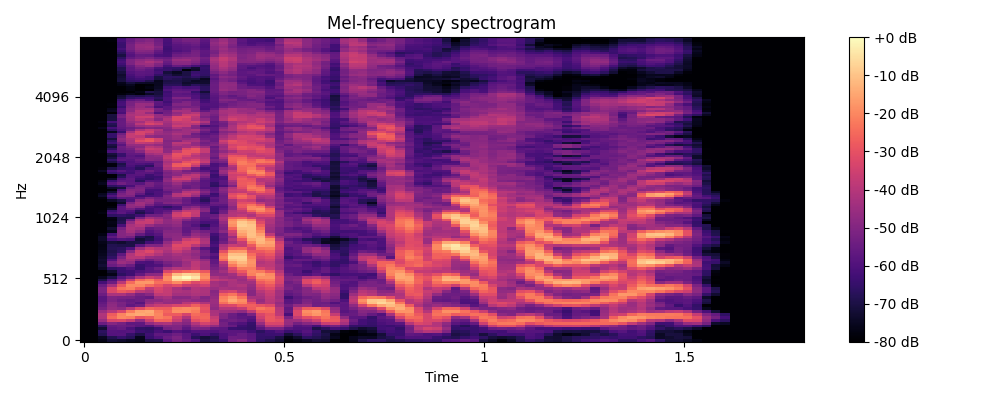 Mel-frequency spectrogram
+0 dB
-10 dB
4096
-20 dB
-30 dB
2048
Hz
-40 dB
1024
-50 dB
-60 dB
512
-70 dB
0
-80 dB
0
0.5
1
1.5
Time